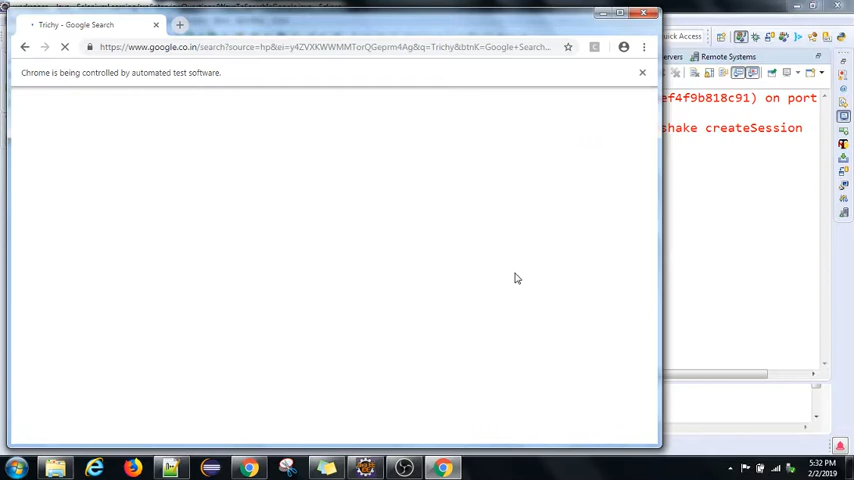 Trichy - Google Search
https://www.google.co.in/search?source=hp&ei=y4ZVXKWWMMTorQGeprm4Ag&q=Trichy&btnK=Google+Search...
Quick Access
Chrome is being controlled by automated test software.
ervers
Remote Systems
ef4f9b818c91) on port
shake createSession
5:32 PM
2/2/2019